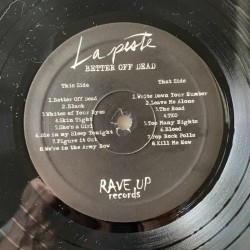 La peste
BETTER OFF DEAD
This Side
1.Better Off Dead
2.Black
3.Whites of Your Eyes
4.Skin Tight
5.She's a Girl
6.Die in my Sleep Tonight
7.Figure it Out
8.We're in the Army Now
That Side
1.Write Down Your Number
2.Leave Me Alone
3.The Road
4.TKO
5.Too Many Nights
6.Blood
7.Pop Rock Polls
8.Kill Me Now
RAVE UP
records